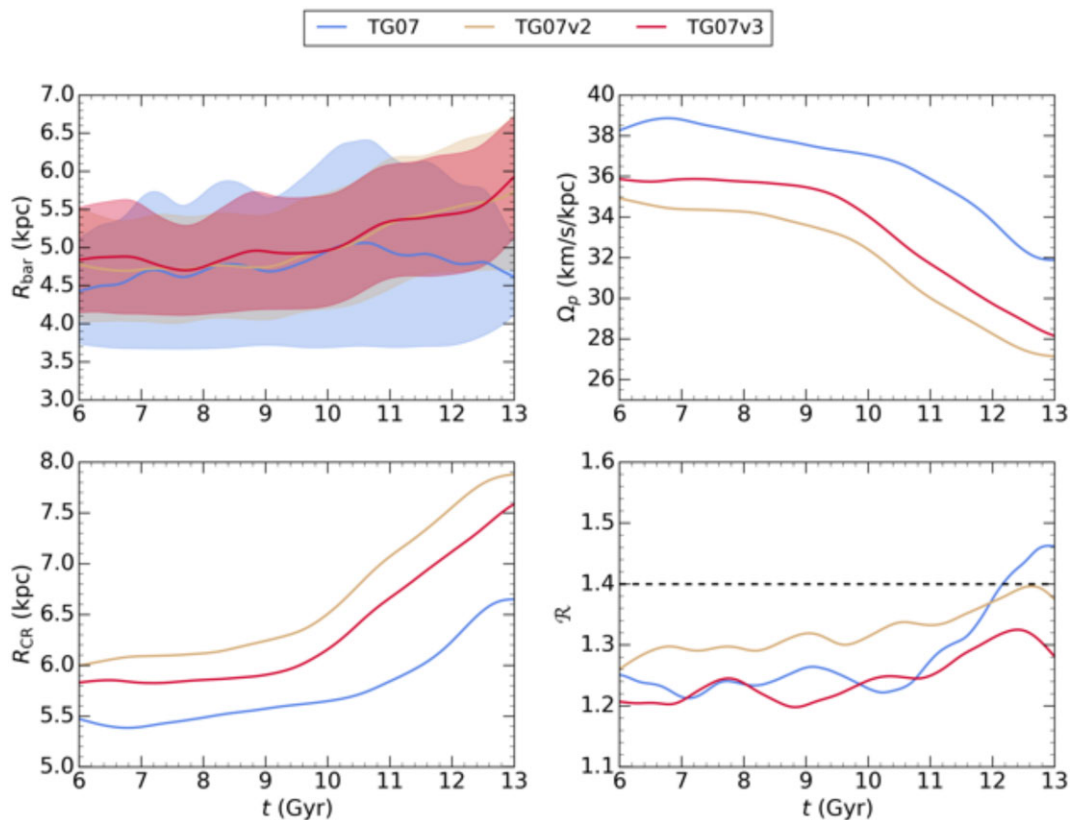 TG07 TG07v2 TG07v3
7.0
6.5
6.0
5.5
5.0
4.5
4.0
3.5
3.0
R_bar (kpc)
6 7 8 9 10 11 12 13
40
38
36
34
32
30
28
26
Ω_p (km/s/kpc)
6 7 8 9 10 11 12 13
8.0
7.5
7.0
6.5
6.0
5.5
5.0
R_CR (kpc)
6 7 8 9 10 11 12 13
t (Gyr)
1.6
1.5
1.4
1.3
1.2
1.1
ℛ
6 7 8 9 10 11 12 13
t (Gyr)